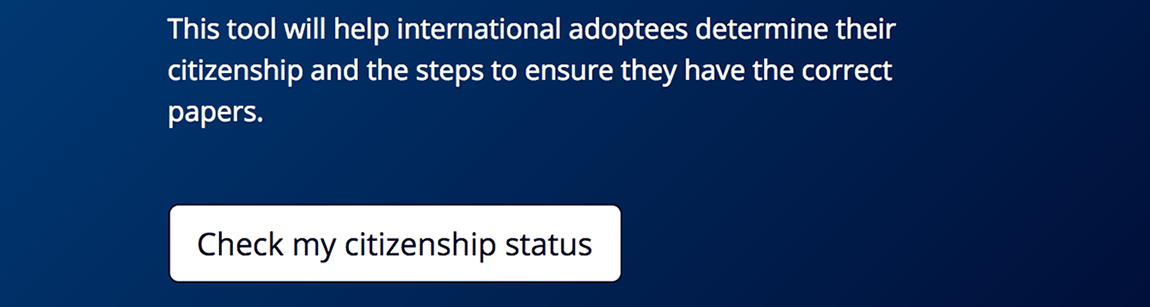 This tool will help international adoptees determine their
citizenship and the steps to ensure they have the correct
papers.
Check my citizenship status